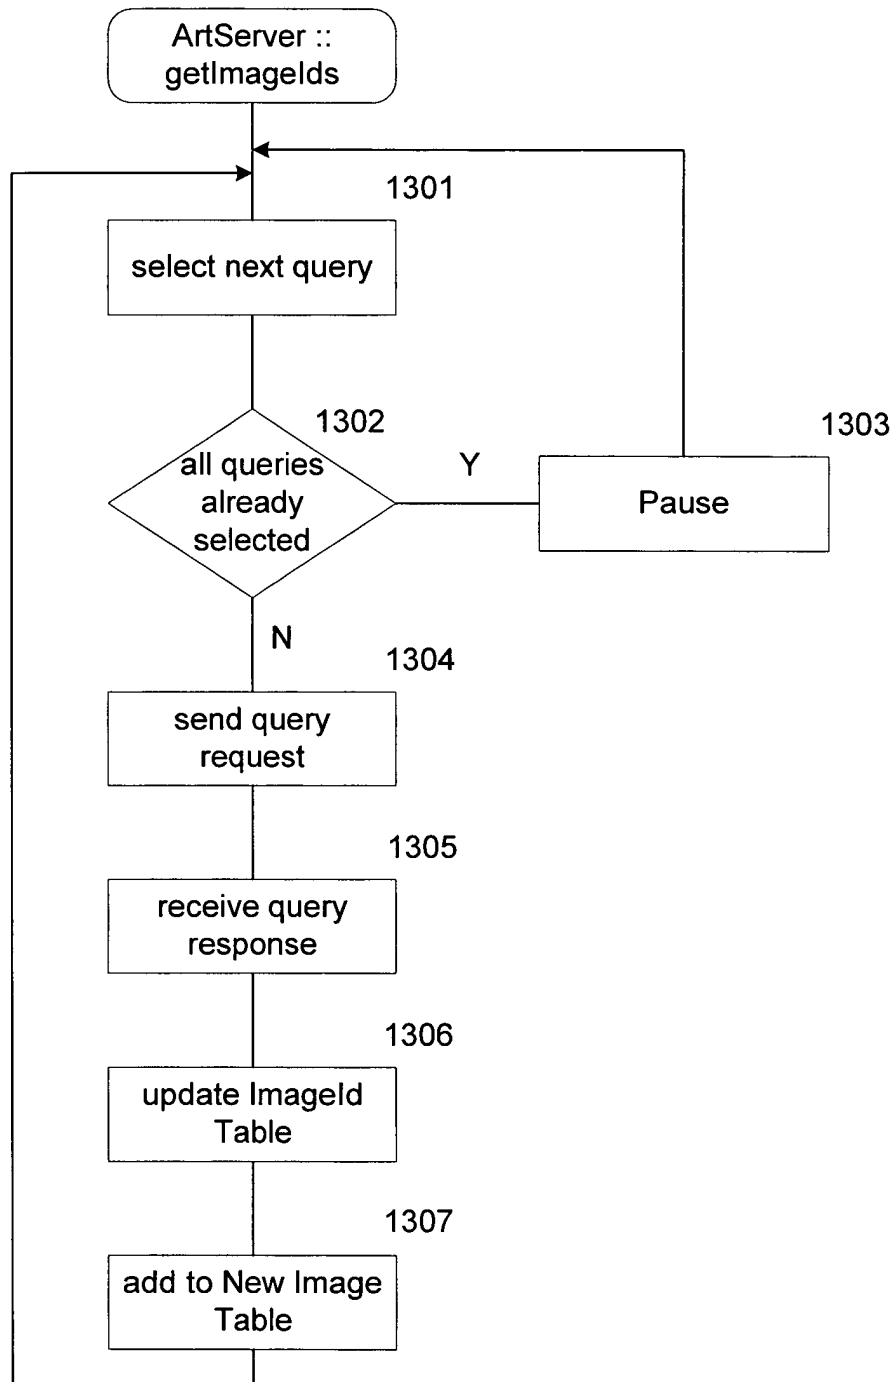 ArtServer ::
getImageIds
1301
select next query
1302
all queries
already
selected
Y
1303
Pause
N
1304
send query
request
1305
receive query
response
1306
update ImageId
Table
1307
add to New Image
Table